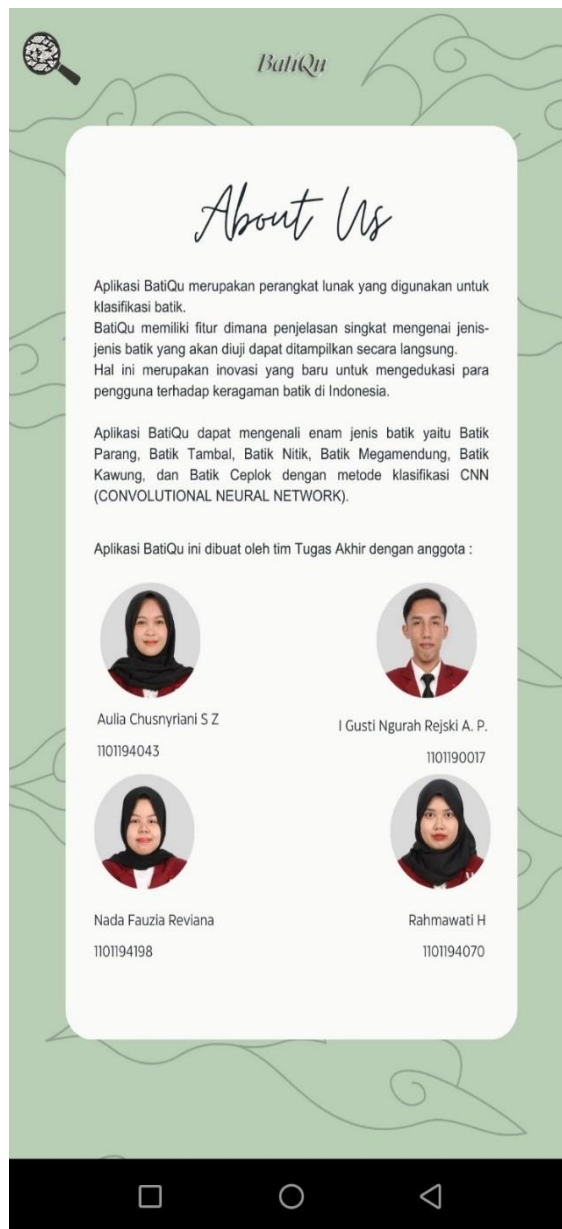 BatiQu
About Us
Aplikasi BatiQu merupakan perangkat lunak yang digunakan untuk
klasifikasi batik.
BatiQu memiliki fitur dimana penjelasan singkat mengenai jenis-
jenis batik yang akan diuji dapat ditampilkan secara langsung.
Hal ini merupakan inovasi yang baru untuk mengedukasi para
pengguna terhadap keragaman batik di Indonesia.
Aplikasi BatiQu dapat mengenali enam jenis batik yaitu Batik
Parang, Batik Tambal, Batik Nitik, Batik Megamendung, Batik
Kawung, dan Batik Ceplok dengan metode klasifikasi CNN
(CONVOLUTIONAL NEURAL NETWORK).
Aplikasi BatiQu ini dibuat oleh tim Tugas Akhir dengan anggota :
Aulia Chusnyriani S Z
1101194043
I Gusti Ngurah Rejski A. P.
1101190017
Nada Fauzia Reviana
1101194198
Rahmawati H
1101194070